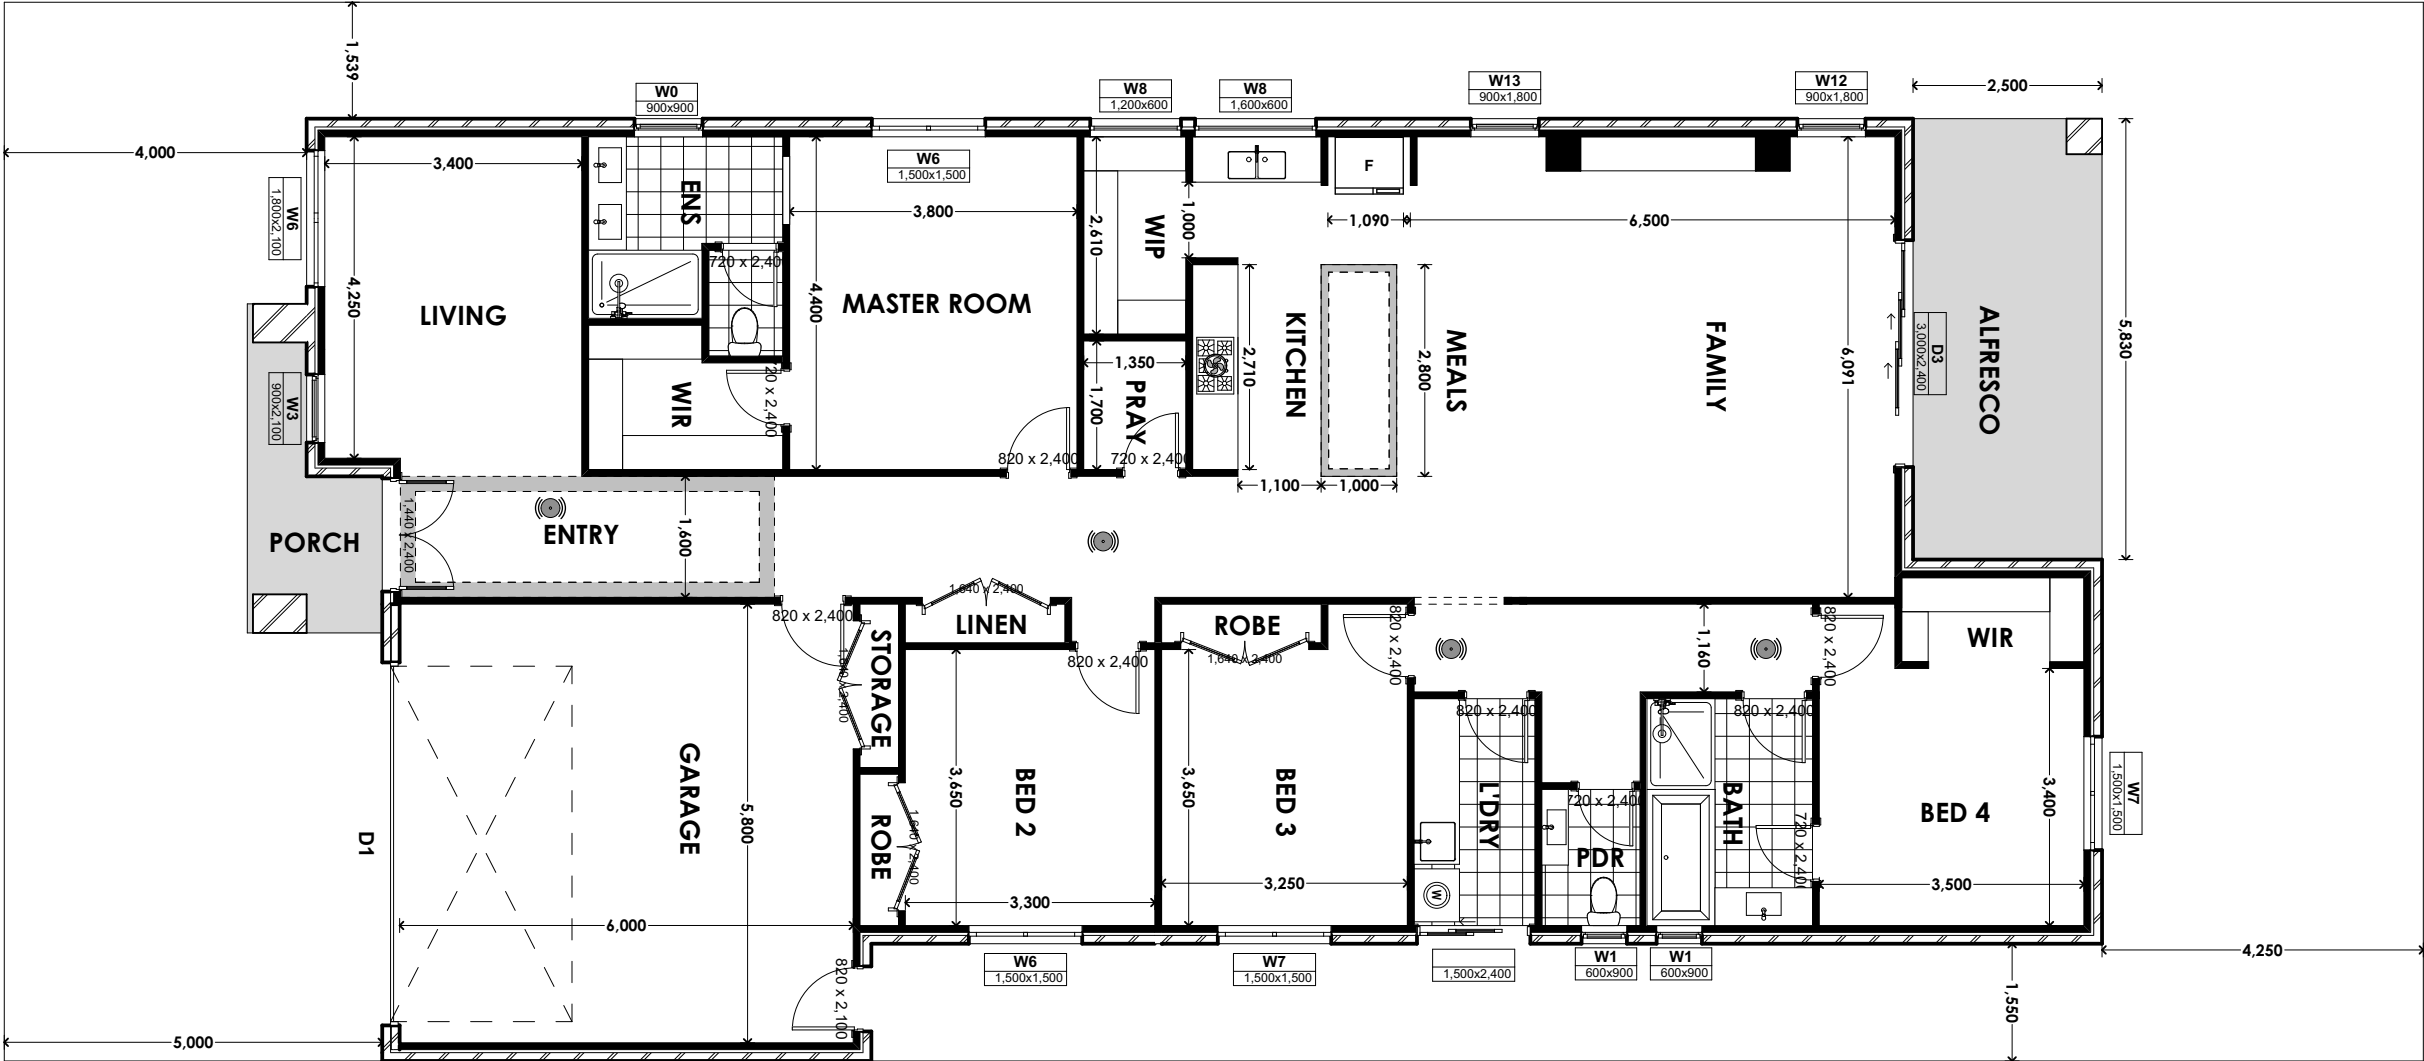 1,539
W0
900x900
W8
1,200x600
W8
1,600x600
W13
900x1,800
W12
900x1,800
2,500
4,000
3,400
W6
1,500x1,500
F
W6
1,800x2,100
ENS
3,800
2,610
WIP
1,000
1,090
6,500
720 x 2,40
4,250
LIVING
4,400
MASTER ROOM
KITCHEN
MEALS
FAMILY
D3
3,000x2,400
ALFRESCO
5,830
2,710
2,800
6,091
1,350
PRAY
1,700
W3
900x2,100
WIR
20 x 2,400
820 x 2,400
720 x 2,400
1,100
1,000
1,440 x 2,400
PORCH
ENTRY
1,600
1,640 x 2,400
LINEN
820 x 2,400
STORAGE
1,640 x 2,400
ROBE
1,640 x 2,400
820 x 2,400
820 x 2,400
1,160
820 x 2,400
WIR
820 x 2,400
820 x 2,400
GARAGE
5,800
D1
3,650
BED 2
3,650
BED 3
L'DRY
720 x 2,400
PDR
BATH
720 x 2,400
BED 4
3,400
W7
1,500x1,500
ROBE
1,640 x 2,400
3,300
3,250
W
3,500
6,000
820 x 2,100
W6
1,500x1,500
W7
1,500x1,500
1,500x2,400
W1
600x900
W1
600x900
4,250
1,550
5,000